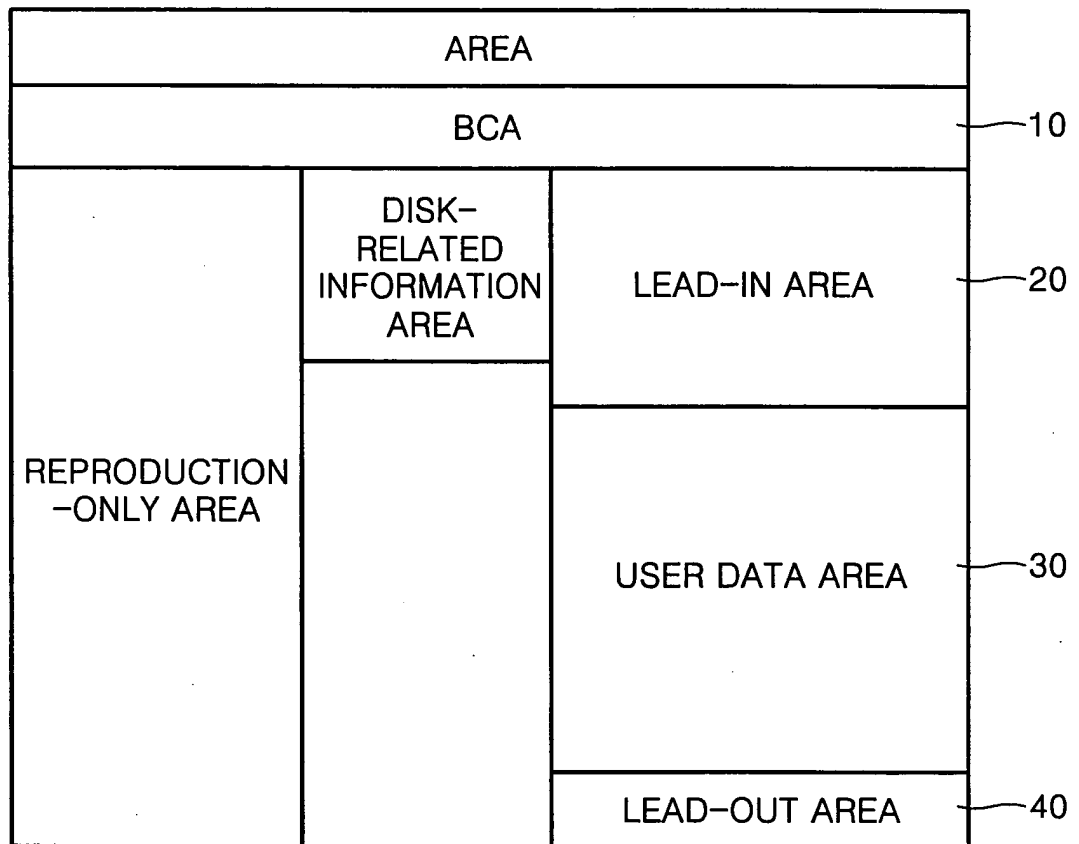 AREA
BCA
10
DISK-
RELATED
INFORMATION
AREA
LEAD-IN AREA
20
REPRODUCTION
-ONLY AREA
USER DATA AREA
30
LEAD-OUT AREA
40